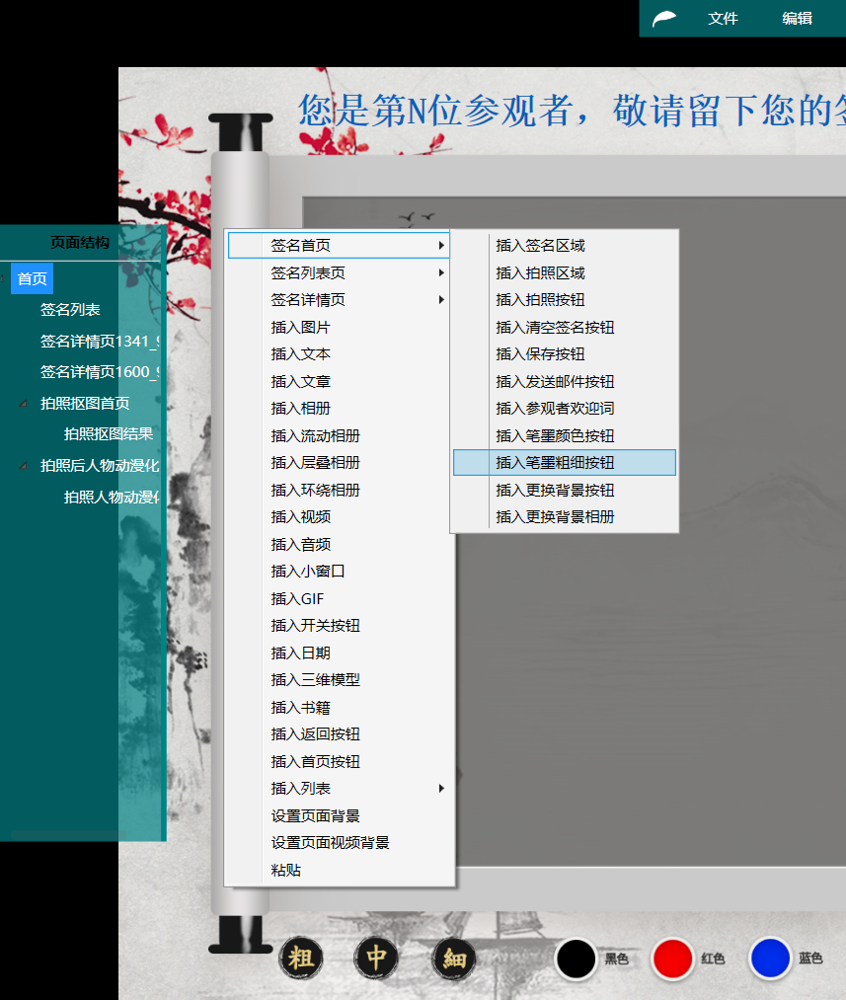 文件 编辑
您是第N位参观者，敬请留下您的
页面结构
首页
签名列表
签名详情页1341_
签名详情页1600_
拍照抠图首页
拍照抠图结果
拍照后人物动漫化
拍照人物动漫
签名首页
签名列表页
签名详情页
插入图片
插入文本
插入文章
插入相册
插入流动相册
插入层叠相册
插入环绕相册
插入视频
插入音频
插入小窗口
插入GIF
插入开关按钮
插入日期
插入三维模型
插入书籍
插入返回按钮
插入首页按钮
插入列表
设置页面背景
设置页面视频背景
粘贴
插入签名区域
插入拍照区域
插入拍照按钮
插入清空签名按钮
插入保存按钮
插入发送邮件按钮
插入参观者欢迎词
插入笔墨颜色按钮
插入笔墨粗细按钮
插入更换背景按钮
插入更换背景相册
粗 中 細 黑色 红色 蓝色